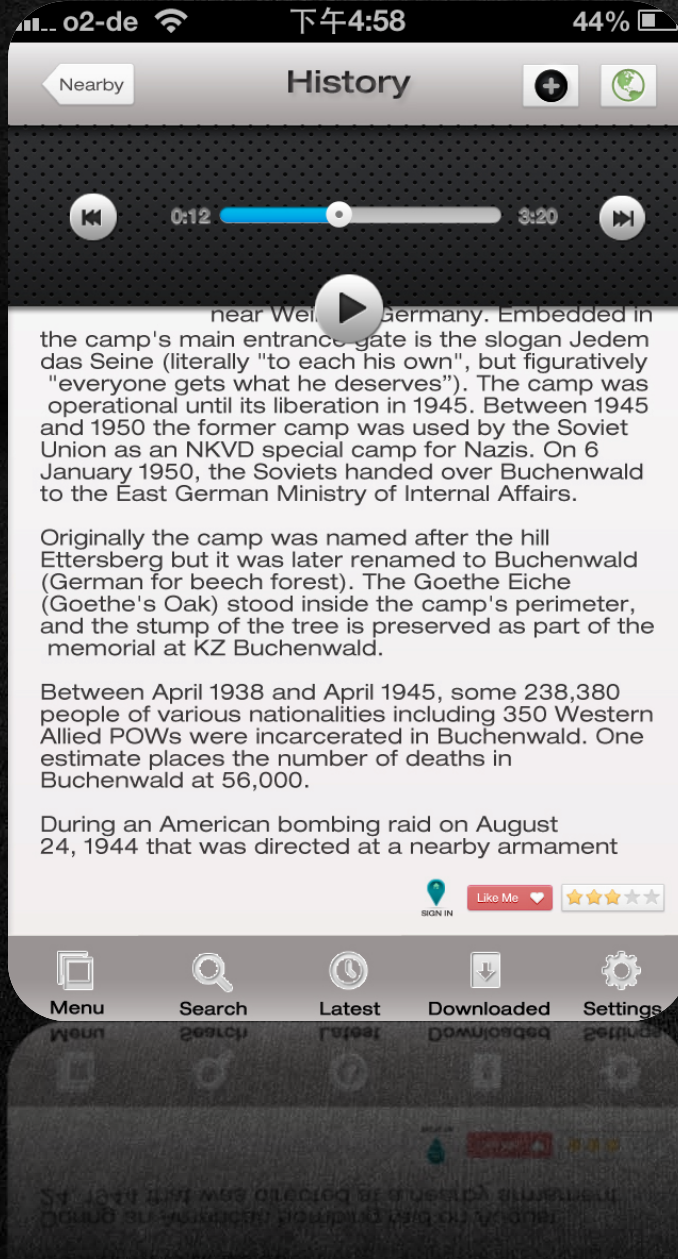 o2-de 下午4:58 44%
Nearby History
0:12 3:20
near Germany. Embedded in
the camp's main entrance gate is the slogan Jedem
das Seine (literally "to each his own", but figuratively
"everyone gets what he deserves”). The camp was
operational until its liberation in 1945. Between 1945
and 1950 the former camp was used by the Soviet
Union as an NKVD special camp for Nazis. On 6
January 1950, the Soviets handed over Buchenwald
to the East German Ministry of Internal Affairs.
Originally the camp was named after the hill
Ettersberg but it was later renamed to Buchenwald
(German for beech forest). The Goethe Eiche
(Goethe's Oak) stood inside the camp's perimeter,
and the stump of the tree is preserved as part of the
memorial at KZ Buchenwald.
Between April 1938 and April 1945, some 238,380
people of various nationalities including 350 Western
Allied POWs were incarcerated in Buchenwald. One
estimate places the number of deaths in
Buchenwald at 56,000.
During an American bombing raid on August
24, 1944 that was directed at a nearby armament
SIGN IN Like Me
Menu Search Latest Downloaded Settings